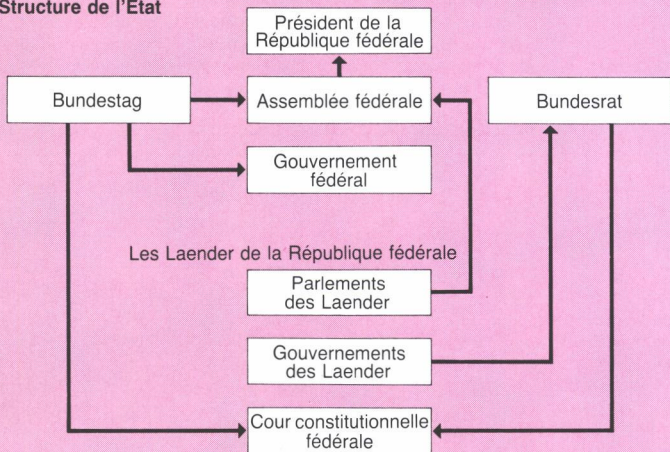 Structure de l'Etat
Président de la
République fédérale
Bundestag
Assemblée fédérale
Bundesrat
Gouvernement
fédéral
Les Laender de la République fédérale
Parlements
des Laender
Gouvernements
des Laender
Cour constitutionnelle
fédérale